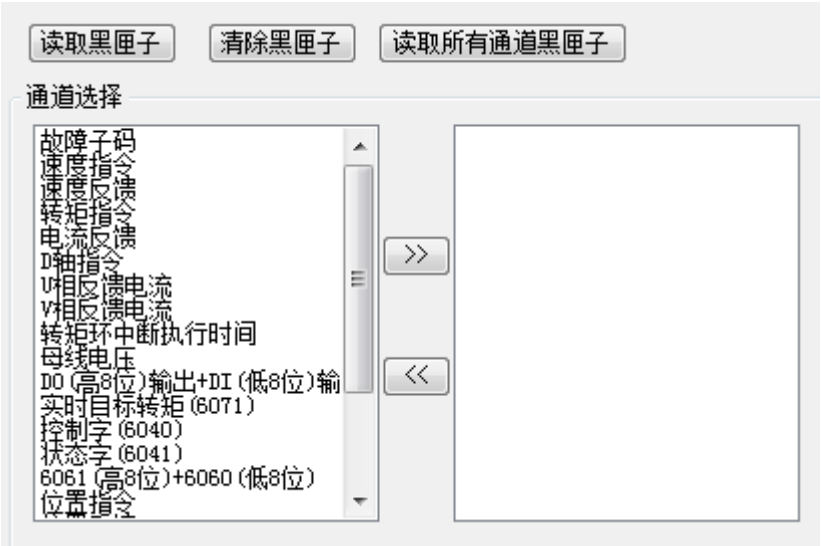 读取黑匣子
清除黑匣子
读取所有通道黑匣子
通道选择
故障子码
速度指令
速度反馈
转矩指令
电流反馈
D轴指令
U相反馈电流
V相反馈电流
转矩环中断执行时间
母线电压
DO(高8位)输出+DI(低8位)输
实时目标转矩(6071)
控制字(6040)
状态字(6041)
6061(高8位)+6060(低8位)
位置指令
>>
<<